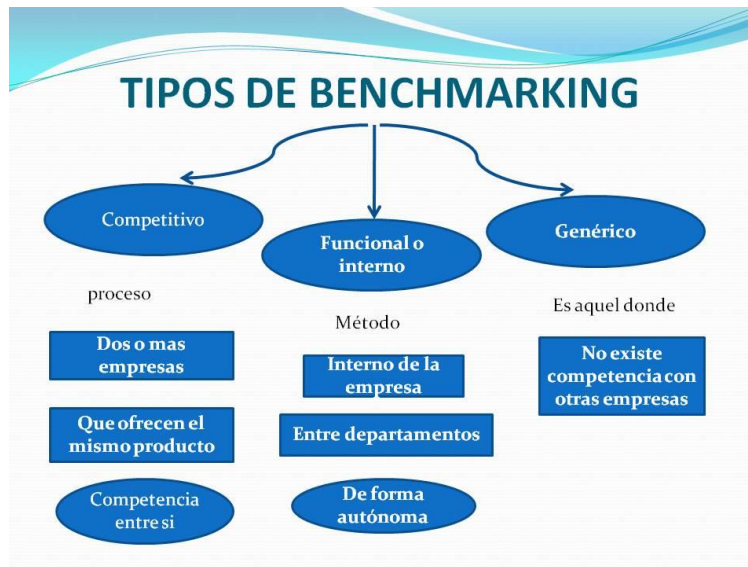 TIPOS DE BENCHMARKING
Competitivo
proceso
Dos o mas
empresas
Que ofrecen el
mismo producto
Competencia
entre si
Funcional o
interno
Método
Interno de la
empresa
Entre departamentos
De forma
autónoma
Genérico
Es aquel donde
No existe
competencia con
otras empresas